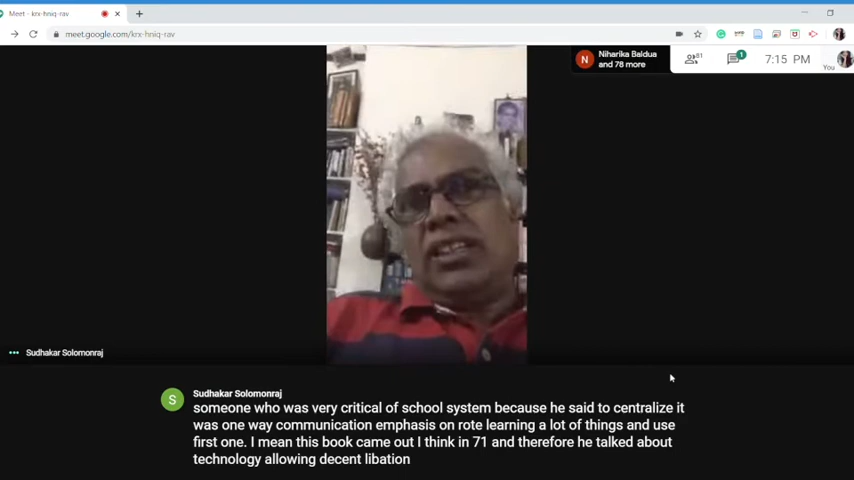 Meet - krx-hniq-rav
meet.google.com/krx-hniq-rav
N
Niharika Baldua
and 78 more
81
1
7:15 PM
You
Sudhakar Solomonraj
S
Sudhakar Solomonraj
someone who was very critical of school system because he said to centralize it
was one way communication emphasis on rote learning a lot of things and use
first one. I mean this book came out I think in 71 and therefore he talked about
technology allowing decent libation